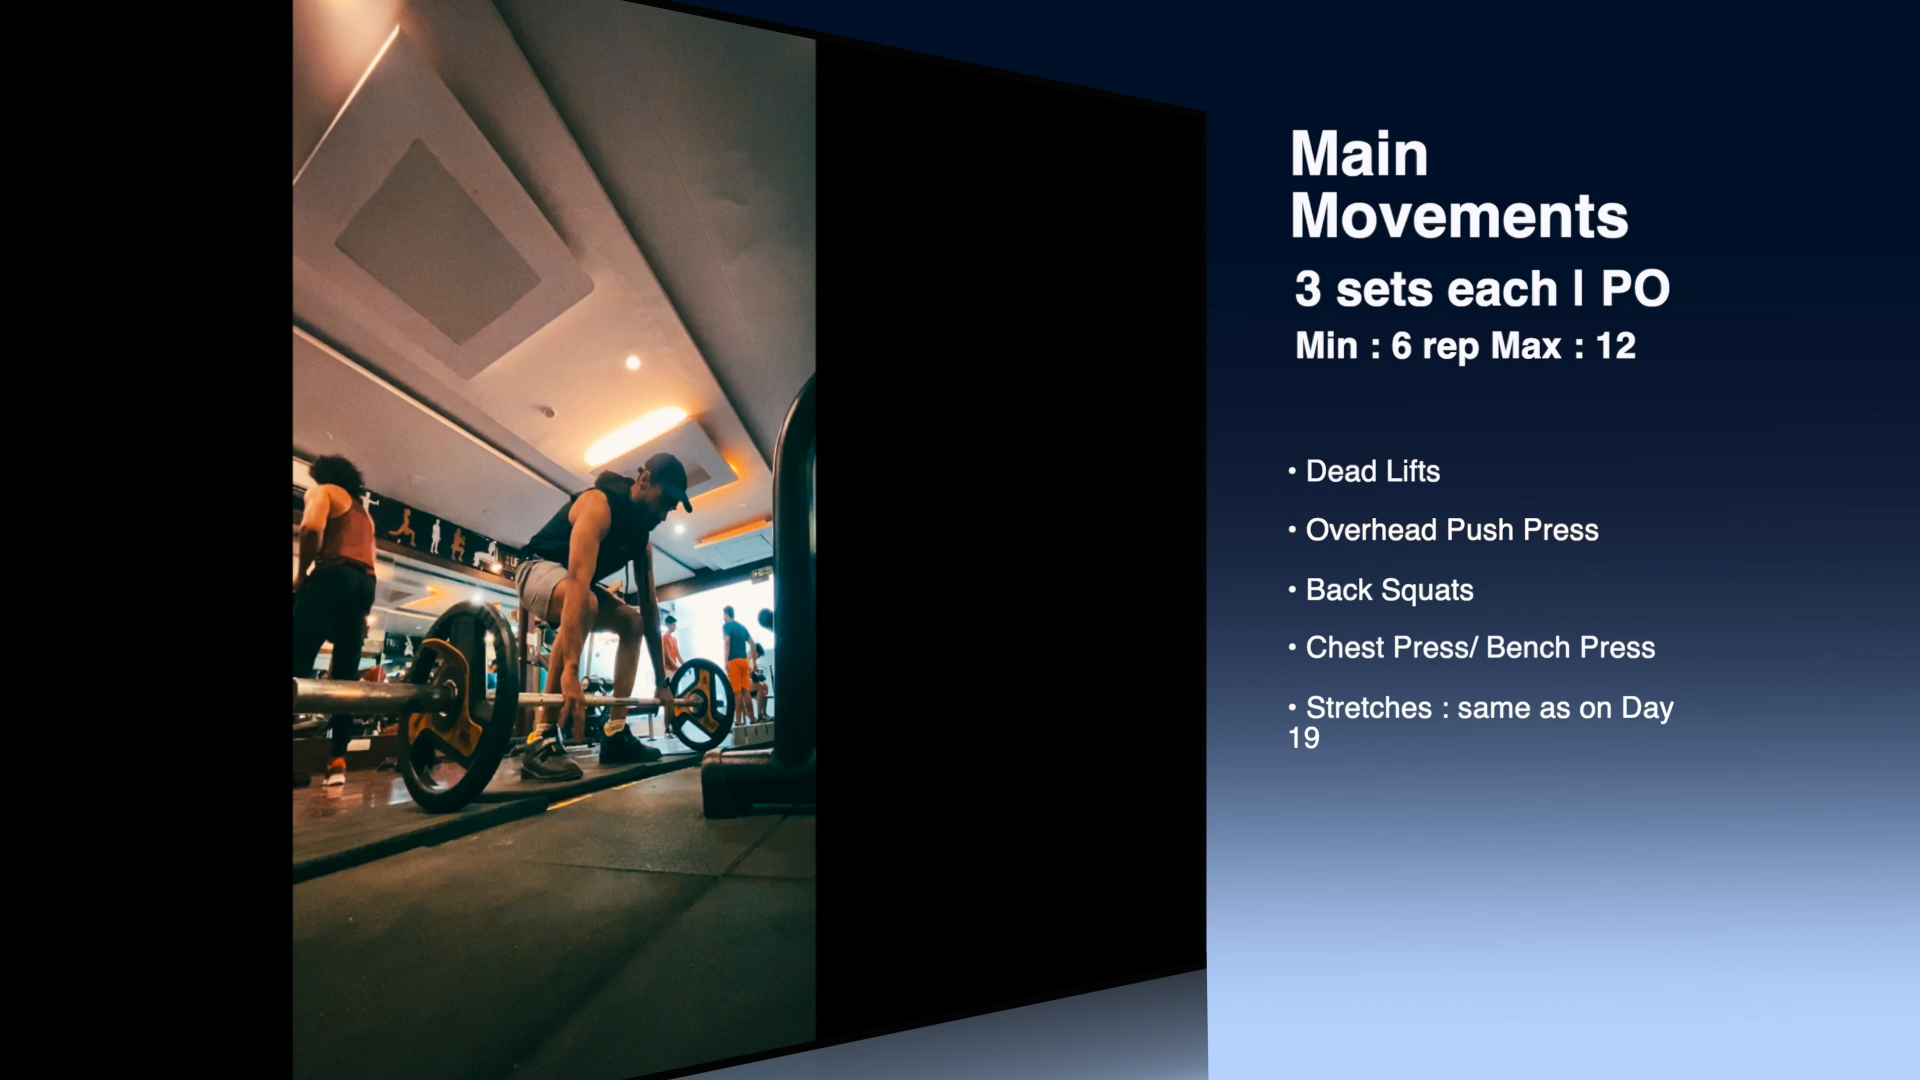 Main
Movements
3 sets each | PO
Min : 6 rep Max : 12
• Dead Lifts
• Overhead Push Press
• Back Squats
• Chest Press/ Bench Press
• Stretches : same as on Day
19